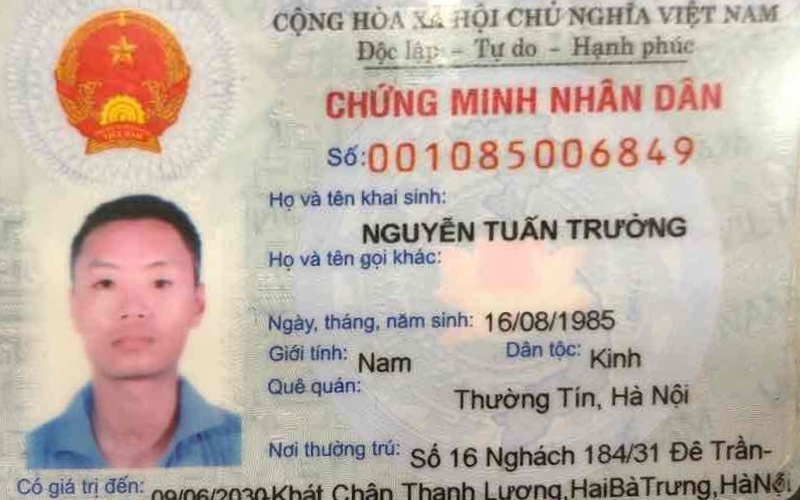 CỘNG HÒA XÃ HỘI CHỦ NGHĨA VIỆT NAM
Độc lập - Tự do - Hạnh phúc
CHỨNG MINH NHÂN DÂN
Số: 001085006849
Họ và tên khai sinh:
NGUYỄN TUẤN TRƯỜNG
Họ và tên gọi khác:
Ngày, tháng, năm sinh: 16/08/1985
Giới tính: Nam Dân tộc: Kinh
Quê quán:
Thường Tín, Hà Nội
Nơi thường trú: Số 16 Nghách 184/31 Đê Trần-
Có giá trị đến: 09/06/2030 Khát Chân Thanh Lương,HaiBàTrưng,HàNội.